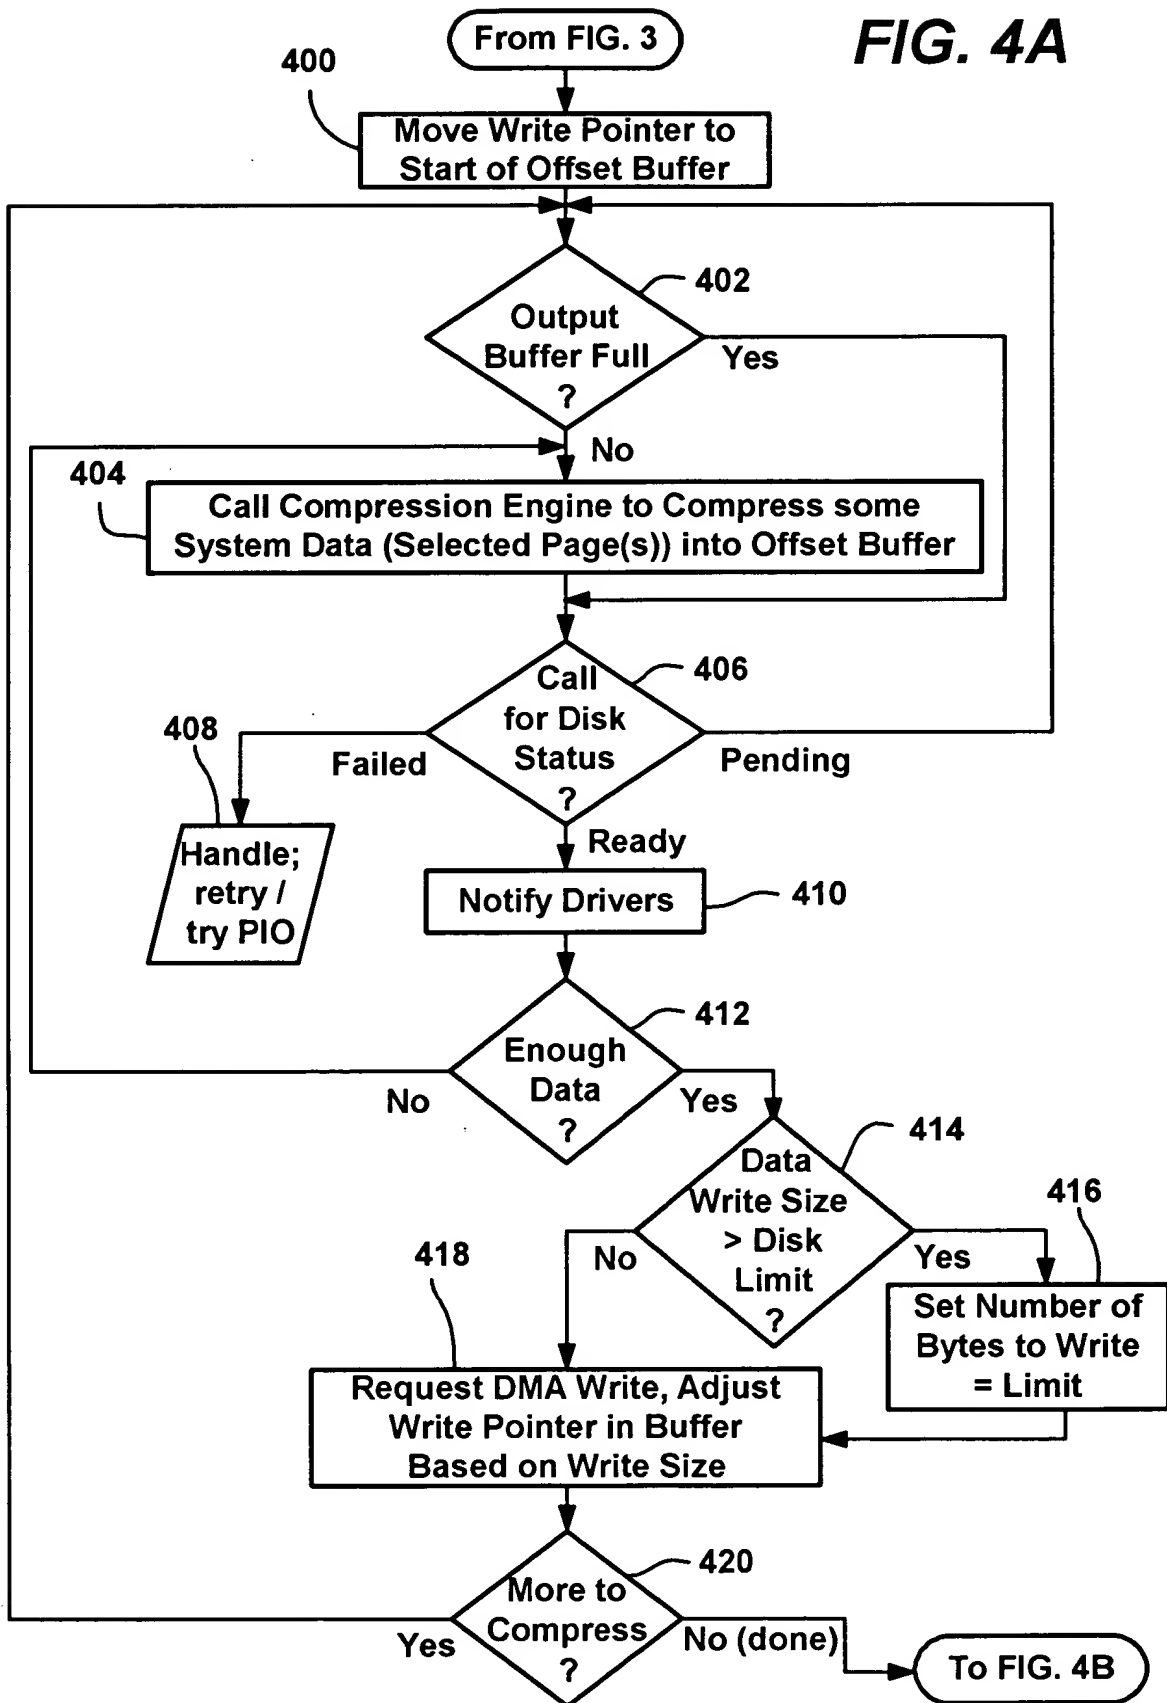 From FIG. 3
FIG. 4A
400
Move Write Pointer to
Start of Offset Buffer
402
Output
Buffer Full
?
Yes
No
404
Call Compression Engine to Compress some
System Data (Selected Page(s)) into Offset Buffer
406
Call
for Disk
Status
?
408
Failed
Pending
Ready
Handle;
retry /
try PIO
Notify Drivers
410
412
Enough
Data
?
No
Yes
414
Data
Write Size
> Disk
Limit
?
416
No
Yes
418
Set Number of
Bytes to Write
= Limit
Request DMA Write, Adjust
Write Pointer in Buffer
Based on Write Size
420
More to
Compress
?
Yes
No (done)
To FIG. 4B